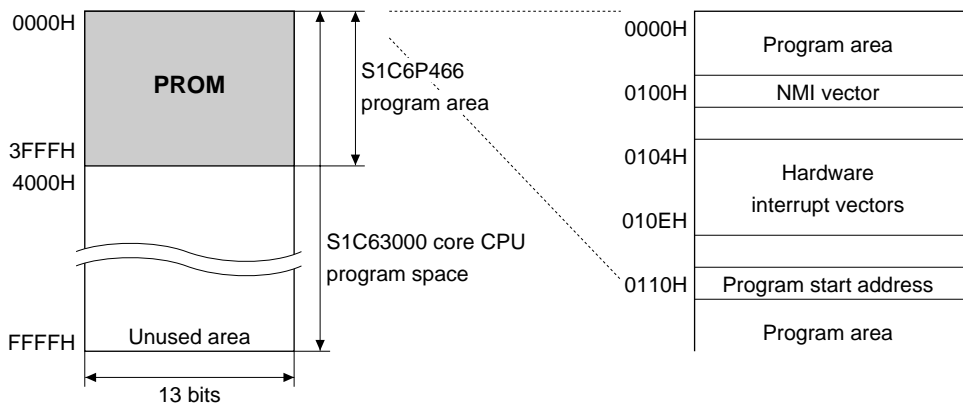 0000H
PROM
3FFFH
4000H
Unused area
FFFFH
13 bits
S1C6P466
program area
S1C63000 core CPU
program space
0000H
Program area
0100H
NMI vector
0104H
Hardware
interrupt vectors
010EH
0110H
Program start address
Program area